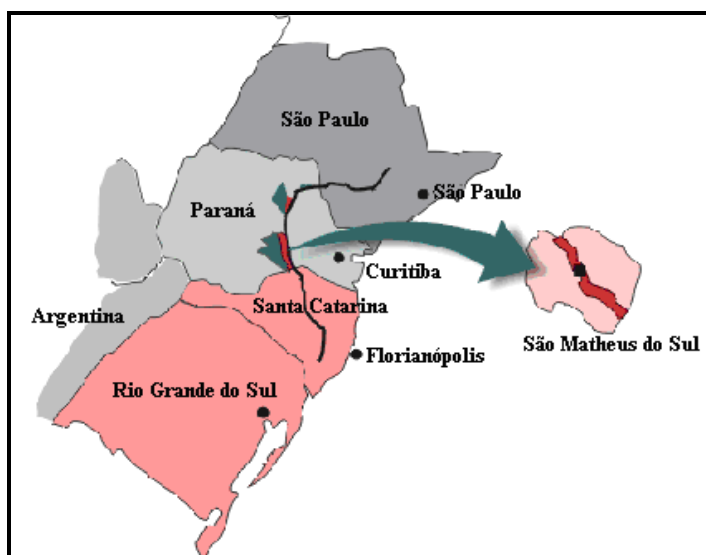 São Paulo
São Paulo
Paraná
Curitiba
Argentina
Santa Catarina
São Matheus do Sul
Florianópolis
Rio Grande do Sul